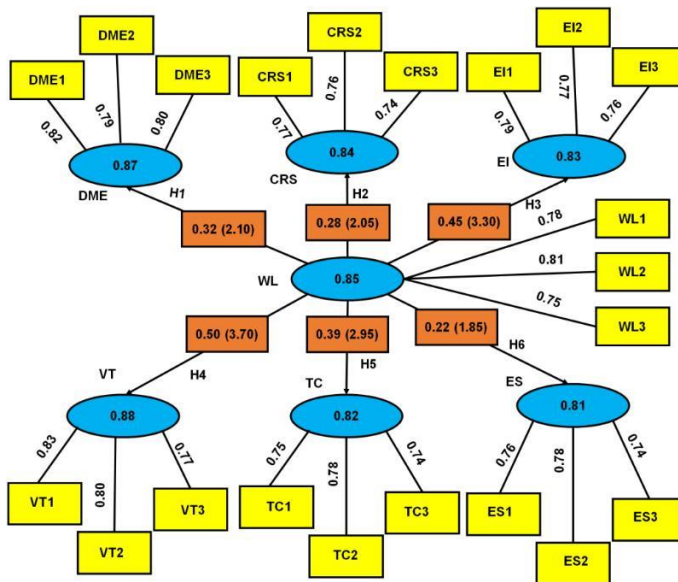 DME1
DME2
DME3
0.82
0.79
0.80
0.87
DME
CRS1
CRS2
CRS3
0.77
0.76
0.74
0.84
CRS
EI1
EI2
EI3
0.79
0.77
0.76
0.83
EI
H1
H2
H3
0.32 (2.10)
0.28 (2.05)
0.45 (3.30)
WL
0.85
0.78
0.81
0.75
WL1
WL2
WL3
0.50 (3.70)
0.39 (2.95)
0.22 (1.85)
H4
H5
H6
VT
0.88
0.83
0.80
0.77
VT1
VT2
VT3
TC
0.82
0.75
0.78
0.74
TC1
TC2
TC3
ES
0.81
0.76
0.78
0.74
ES1
ES2
ES3